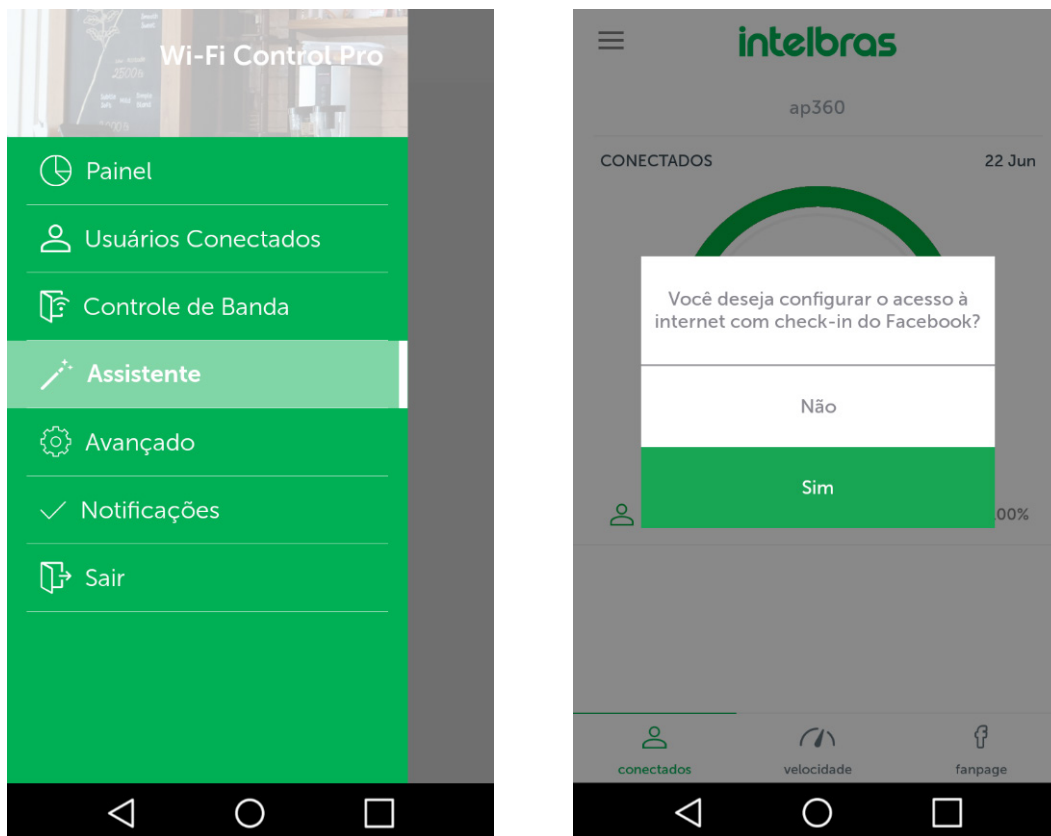 Wi-Fi Control Pro
2500₺
Painel
Usuários Conectados
Controle de Banda
Assistente
Avançado
Notificações
Sair
intelbras
ap360
CONECTADOS
22 Jun
Você deseja configurar o acesso à
internet com check-in do Facebook?
Não
Sim
00%
conectados
velocidade
fanpage